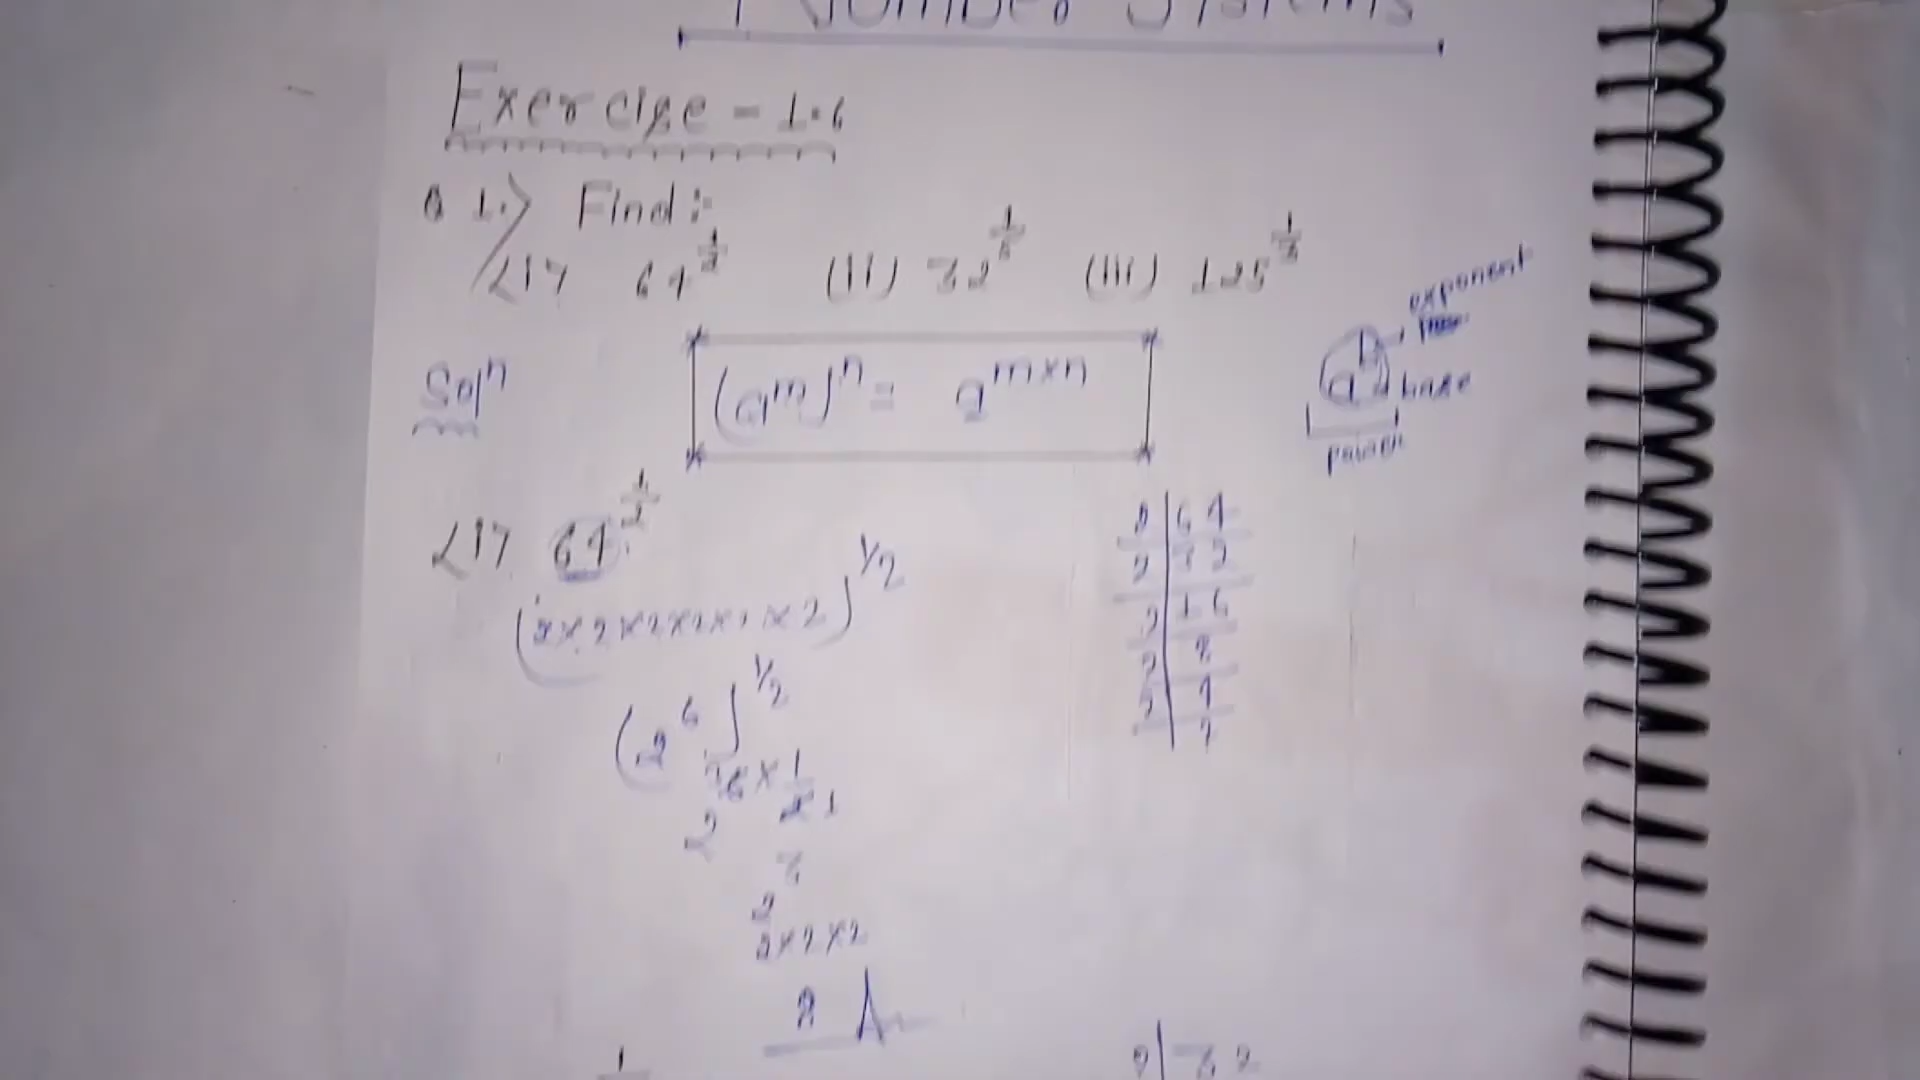 Number Systems
Exercise - 1.6
Q 1.> Find :-
<i> 64^1/2 (ii) 32^1/5 (iii) 125^1/3
exponent
Solⁿ
(a^m)^n = a^m×n
a^b
base
power
<i> 64^1/2
(2×2×2×2×2×2)^1/2
(2^6)^1/2
2^6×1/2
2^3
2×2×2
8 A
2 | 64
2 | 32
2 | 16
2 | 8
2 | 4
2
2 | 32